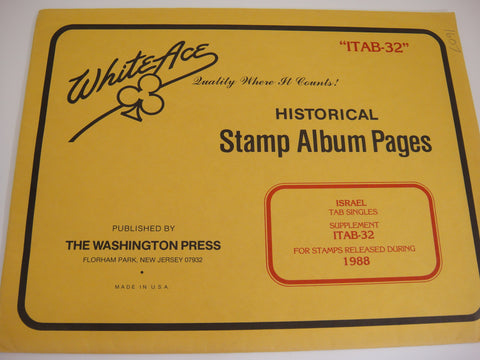 "ITAB-32"
White Ace
Quality Where It Counts!
HISTORICAL
Stamp Album Pages
ISRAEL
TAB SINGLES
SUPPLEMENT
ITAB-32
FOR STAMPS RELEASED DURING
1988
PUBLISHED BY
THE WASHINGTON PRESS
FLORHAM PARK, NEW JERSEY 07932
MADE IN U.S.A.